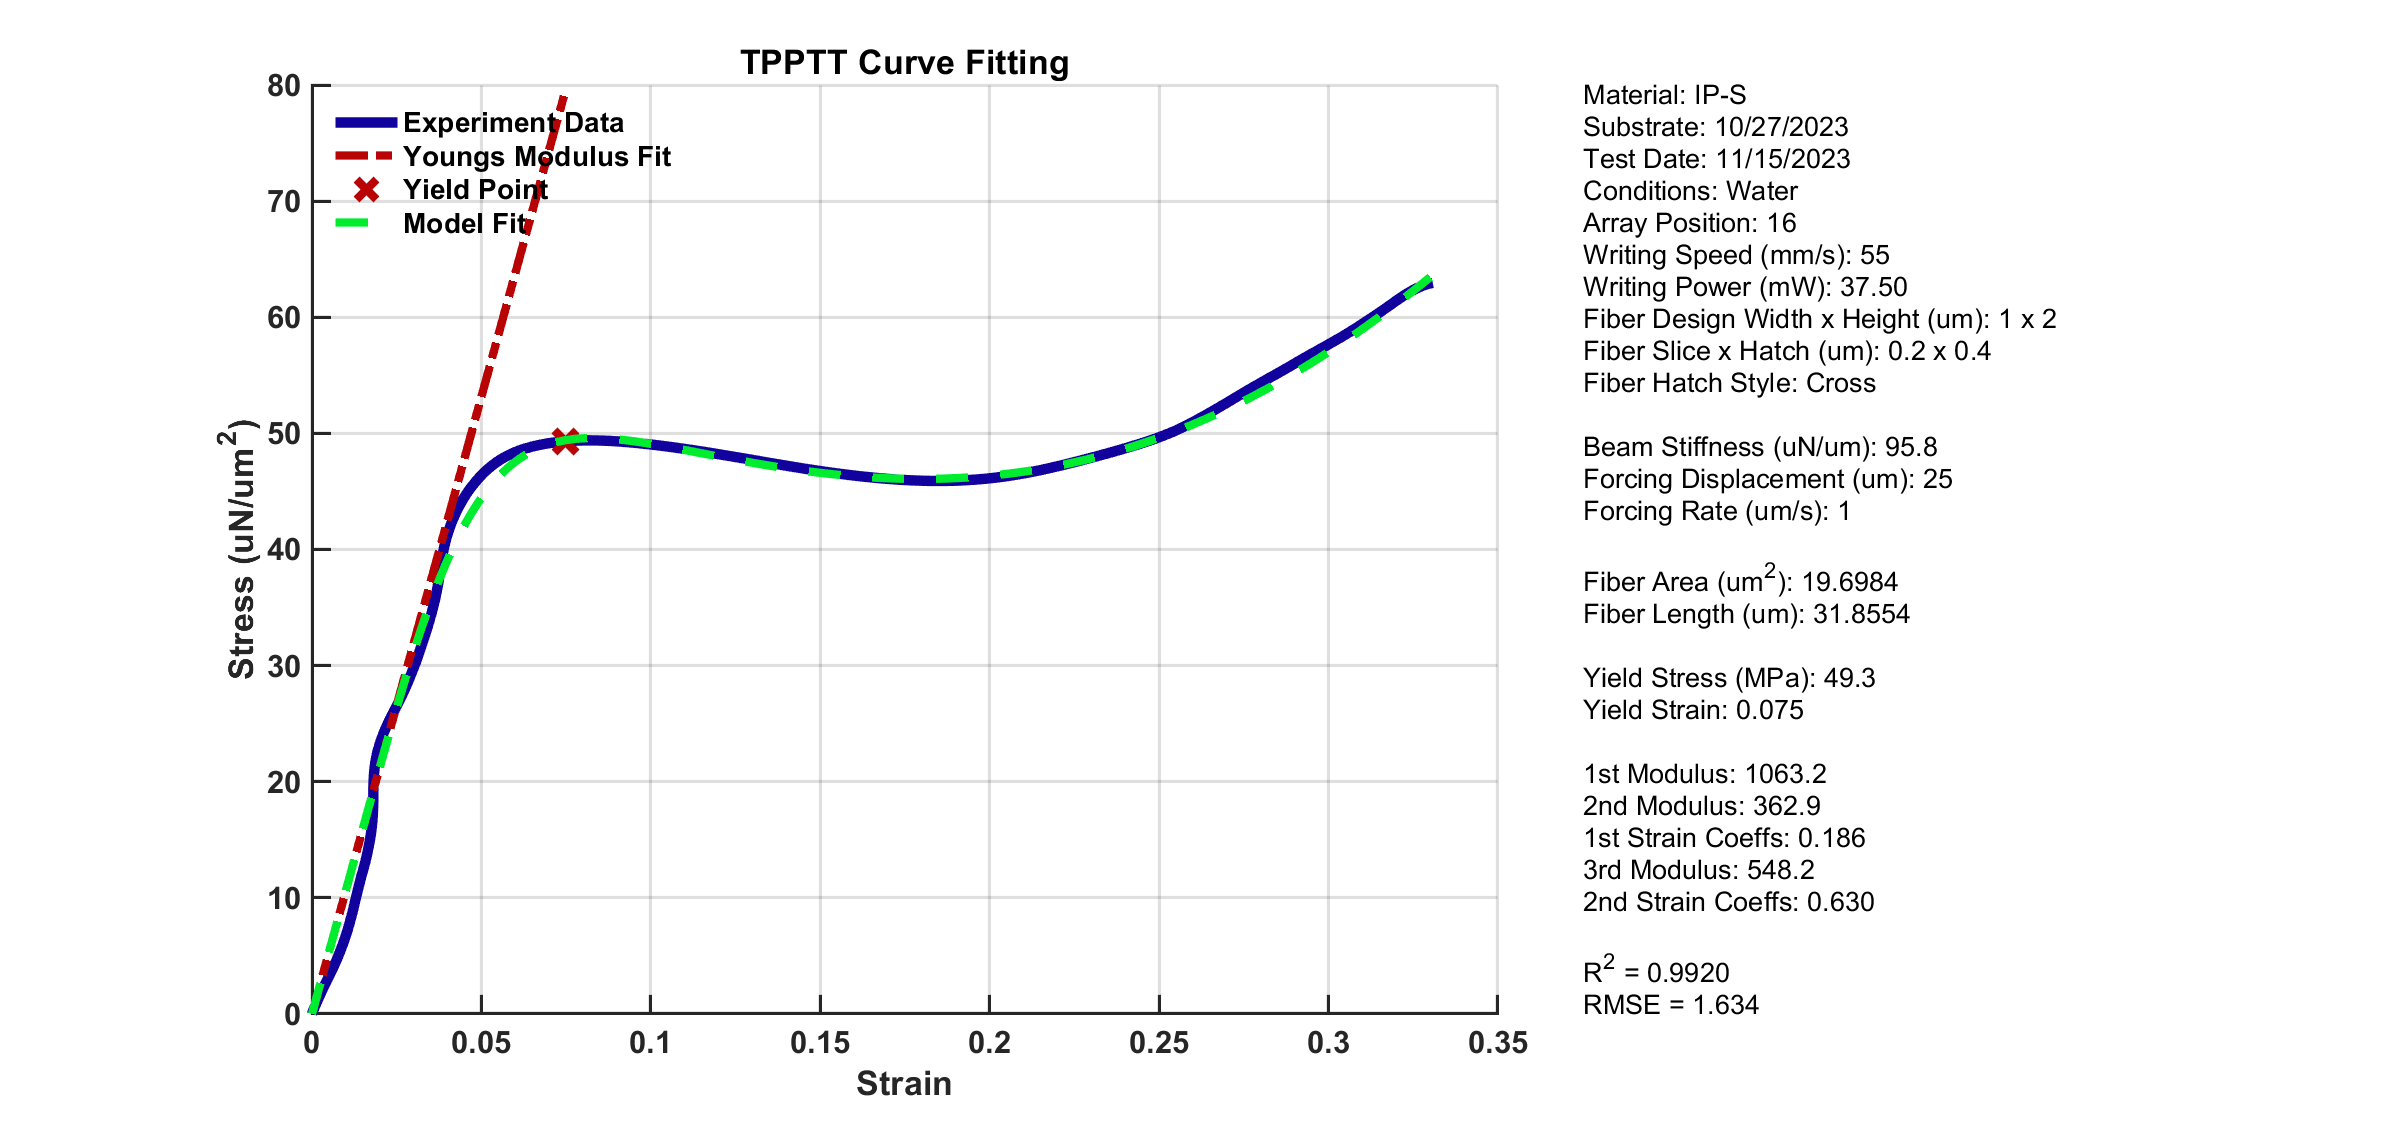 TPPTT Curve Fitting
80
70
60
50
40
30
20
10
0
Stress (uN/um²)
Experiment Data
Youngs Modulus Fit
Yield Point
Model Fit
0 0.05 0.1 0.15 0.2 0.25 0.3 0.35
Strain
Material: IP-S
Substrate: 10/27/2023
Test Date: 11/15/2023
Conditions: Water
Array Position: 16
Writing Speed (mm/s): 55
Writing Power (mW): 37.50
Fiber Design Width x Height (um): 1 x 2
Fiber Slice x Hatch (um): 0.2 x 0.4
Fiber Hatch Style: Cross
Beam Stiffness (uN/um): 95.8
Forcing Displacement (um): 25
Forcing Rate (um/s): 1
Fiber Area (um²): 19.6984
Fiber Length (um): 31.8554
Yield Stress (MPa): 49.3
Yield Strain: 0.075
1st Modulus: 1063.2
2nd Modulus: 362.9
1st Strain Coeffs: 0.186
3rd Modulus: 548.2
2nd Strain Coeffs: 0.630
R² = 0.9920
RMSE = 1.634